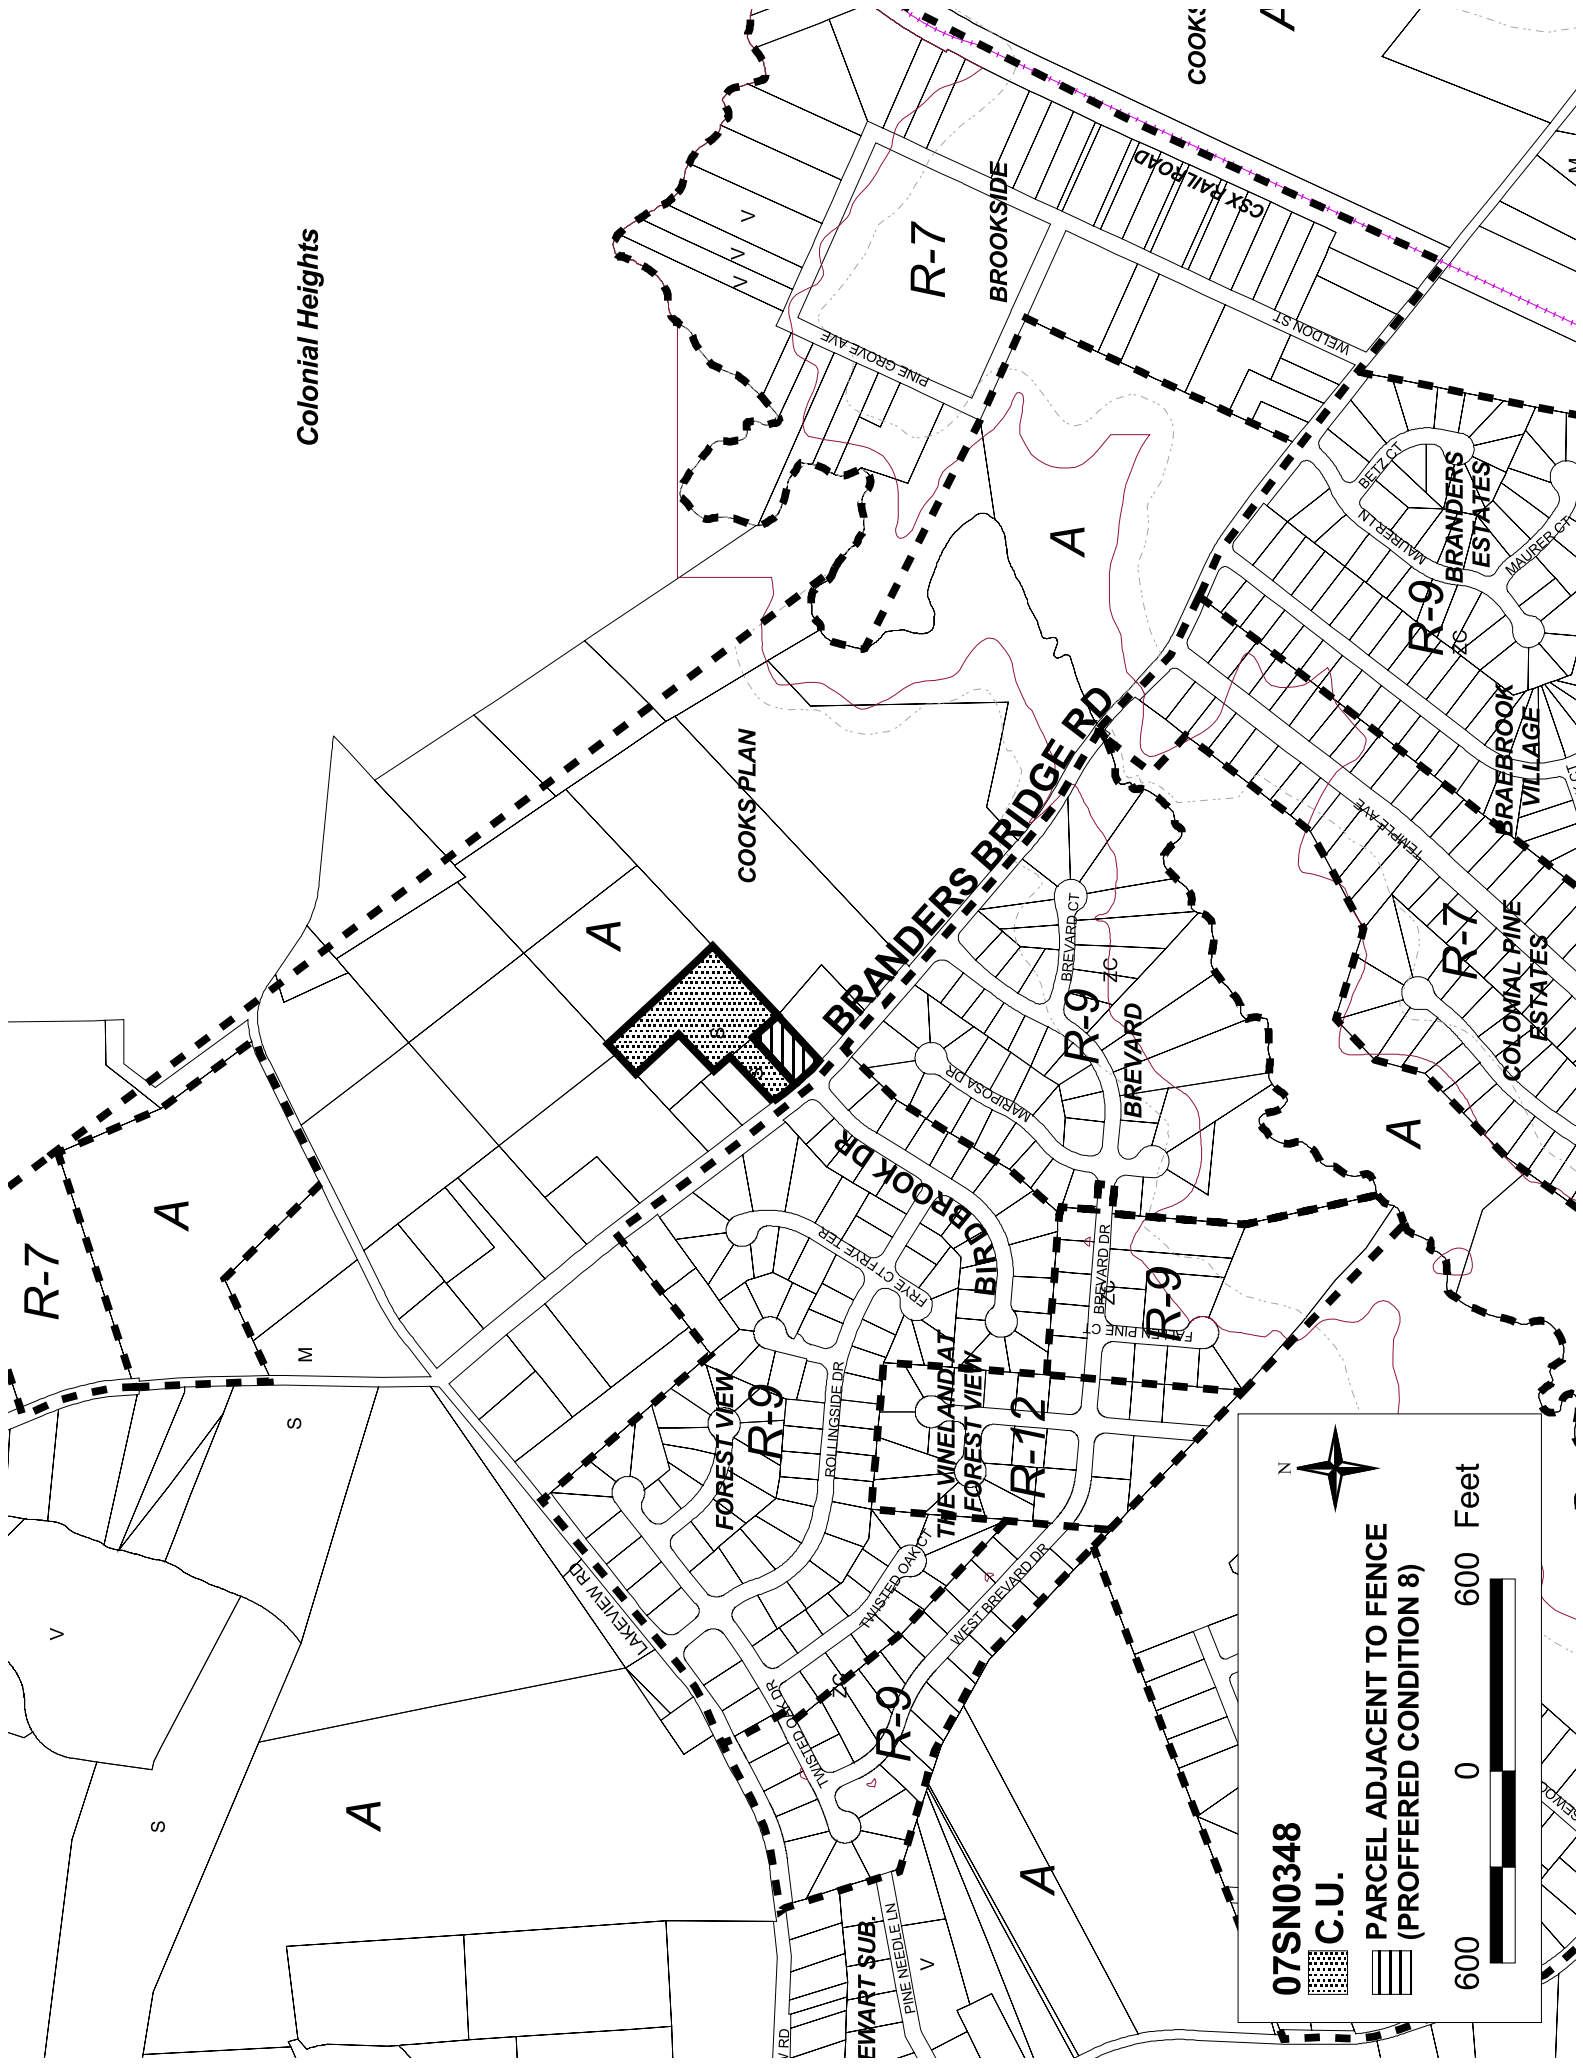 Colonial Heights
COOKS
A
CSX RAILROAD
BROOKSIDE
R-7
V
V
V
PINE GROVE AVE
WELDON ST
M
BETZ CT
BRANDERS
ESTATES
MAURER LN
MAURER CT
R-9
ZC
A
BRAEBROOK
VILLAGE
COOKS PLAN
BRANDERS BRIDGE RD
TEMPLE AVE
R-7
COLONIAL PINE
ESTATES
A
A
S
S
BREVARD CT
ZC
R-9
BREVARD
MARIPOSA DR
BIRDBROOK DR
FRYE TER
FRYE CT
BREVARD DR
ZC
R-9
FALLEN PINE CT
R-7
A
M
S
FOREST VIEW
R-9
ROLLINGSIDE DR
THE VINELAND AT
FOREST VIEW
R-12
LAKEVIEW RD
TWISTED OAK CT
WEST BREVARD DR
TWISTED OAK DR
ZC
R-9
V
S
A
A
EWART SUB.
PINE NEEDLE LN
V
RD
N
07SN0348
C.U.
PARCEL ADJACENT TO FENCE
(PROFFERED CONDITION 8)
600 0 600 Feet